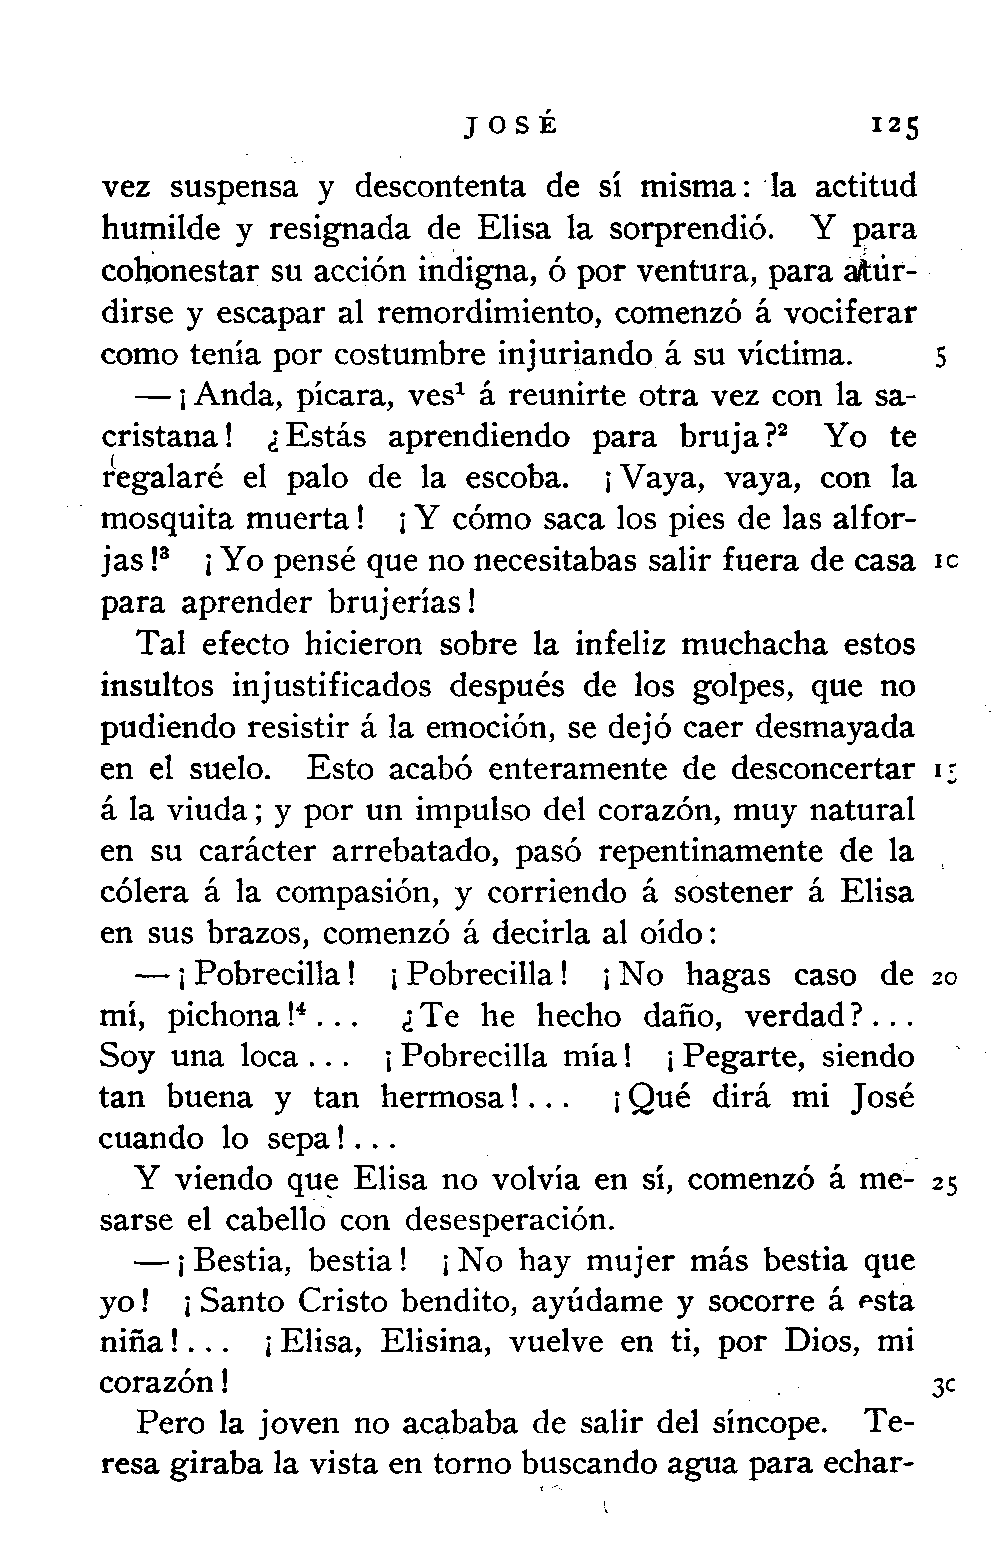 JOSÉ 125
vez suspensa y descontenta de sí misma: la actitud
humilde y resignada de Elisa la sorprendió. Y para
cohonestar su acción indigna, ó por ventura, para atur-
dirse y escapar al remordimiento, comenzó á vociferar
como tenía por costumbre injuriando á su víctima. 5
— ¡Anda, pícara, ves¹ á reunirte otra vez con la sa-
cristana! ¿Estás aprendiendo para bruja?² Yo te
regalaré el palo de la escoba. ¡Vaya, vaya, con la
mosquita muerta! ¡Y cómo saca los pies de las alfor-
jas!³ ¡Yo pensé que no necesitabas salir fuera de casa 10
para aprender brujerías!
Tal efecto hicieron sobre la infeliz muchacha estos
insultos injustificados después de los golpes, que no
pudiendo resistir á la emoción, se dejó caer desmayada
en el suelo. Esto acabó enteramente de desconcertar 15
á la viuda; y por un impulso del corazón, muy natural
en su carácter arrebatado, pasó repentinamente de la
cólera á la compasión, y corriendo á sostener á Elisa
en sus brazos, comenzó á decirla al oído:
— ¡Pobrecilla! ¡Pobrecilla! ¡No hagas caso de 20
mí, pichona!⁴... ¿Te he hecho daño, verdad?...
Soy una loca... ¡Pobrecilla mía! ¡Pegarte, siendo
tan buena y tan hermosa!... ¡Qué dirá mi José
cuando lo sepa!...
Y viendo que Elisa no volvía en sí, comenzó á me- 25
sarse el cabello con desesperación.
— ¡Bestia, bestia! ¡No hay mujer más bestia que
yo! ¡Santo Cristo bendito, ayúdame y socorre á esta
niña!... ¡Elisa, Elisina, vuelve en ti, por Dios, mi
corazón! 30
Pero la joven no acababa de salir del síncope. Te-
resa giraba la vista en torno buscando agua para echar-